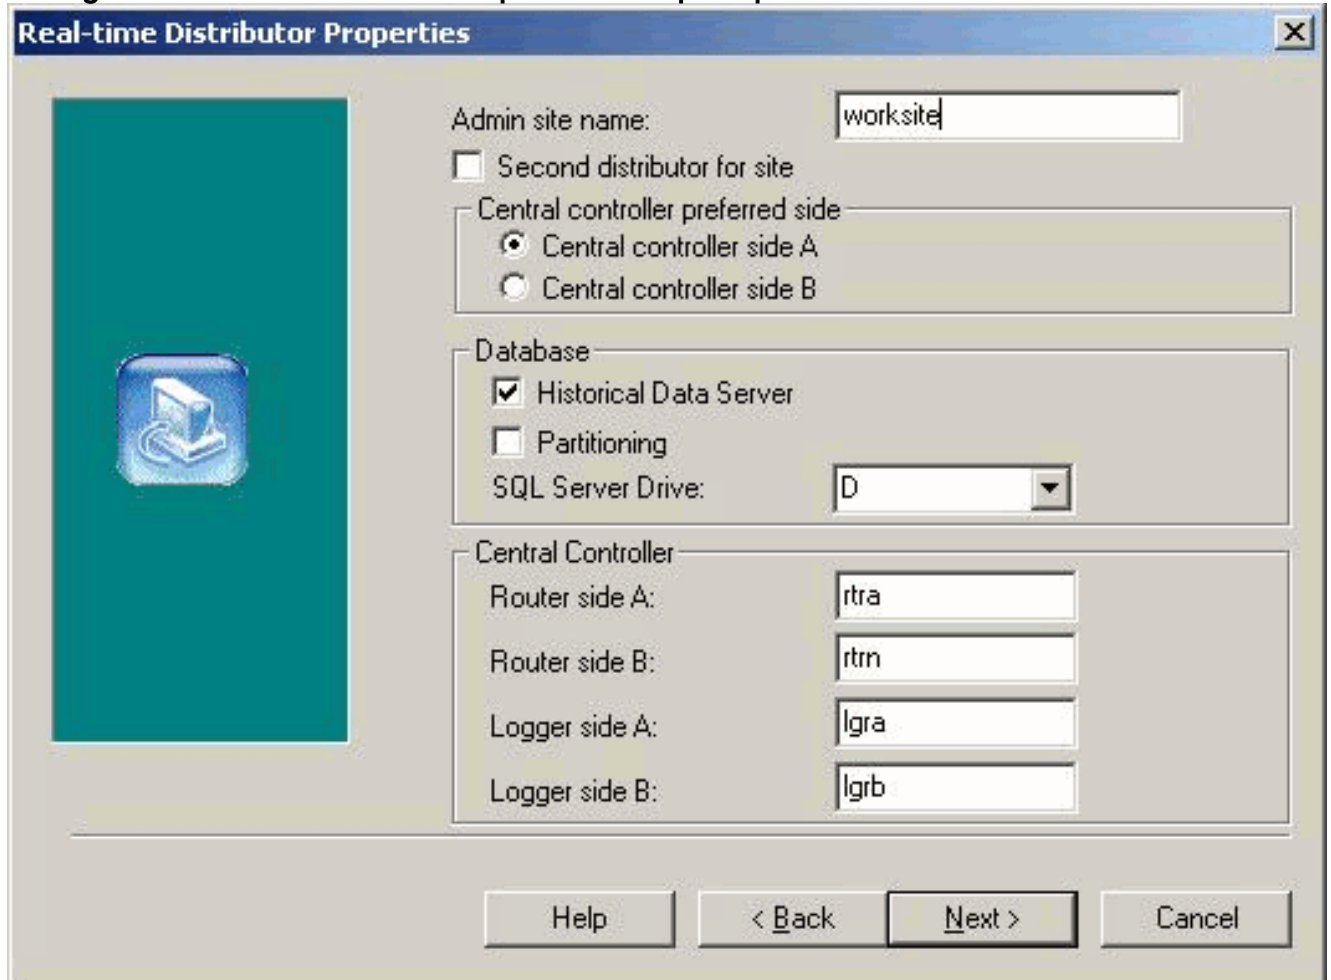 Real-time Distributor Properties
Admin site name: worksite
Second distributor for site
Central controller preferred side
Central controller side A
Central controller side B
Database
Historical Data Server
Partitioning
SQL Server Drive: D
Central Controller
Router side A: rtra
Router side B: rtrn
Logger side A: lgra
Logger side B: lgrb
Help < Back Next > Cancel